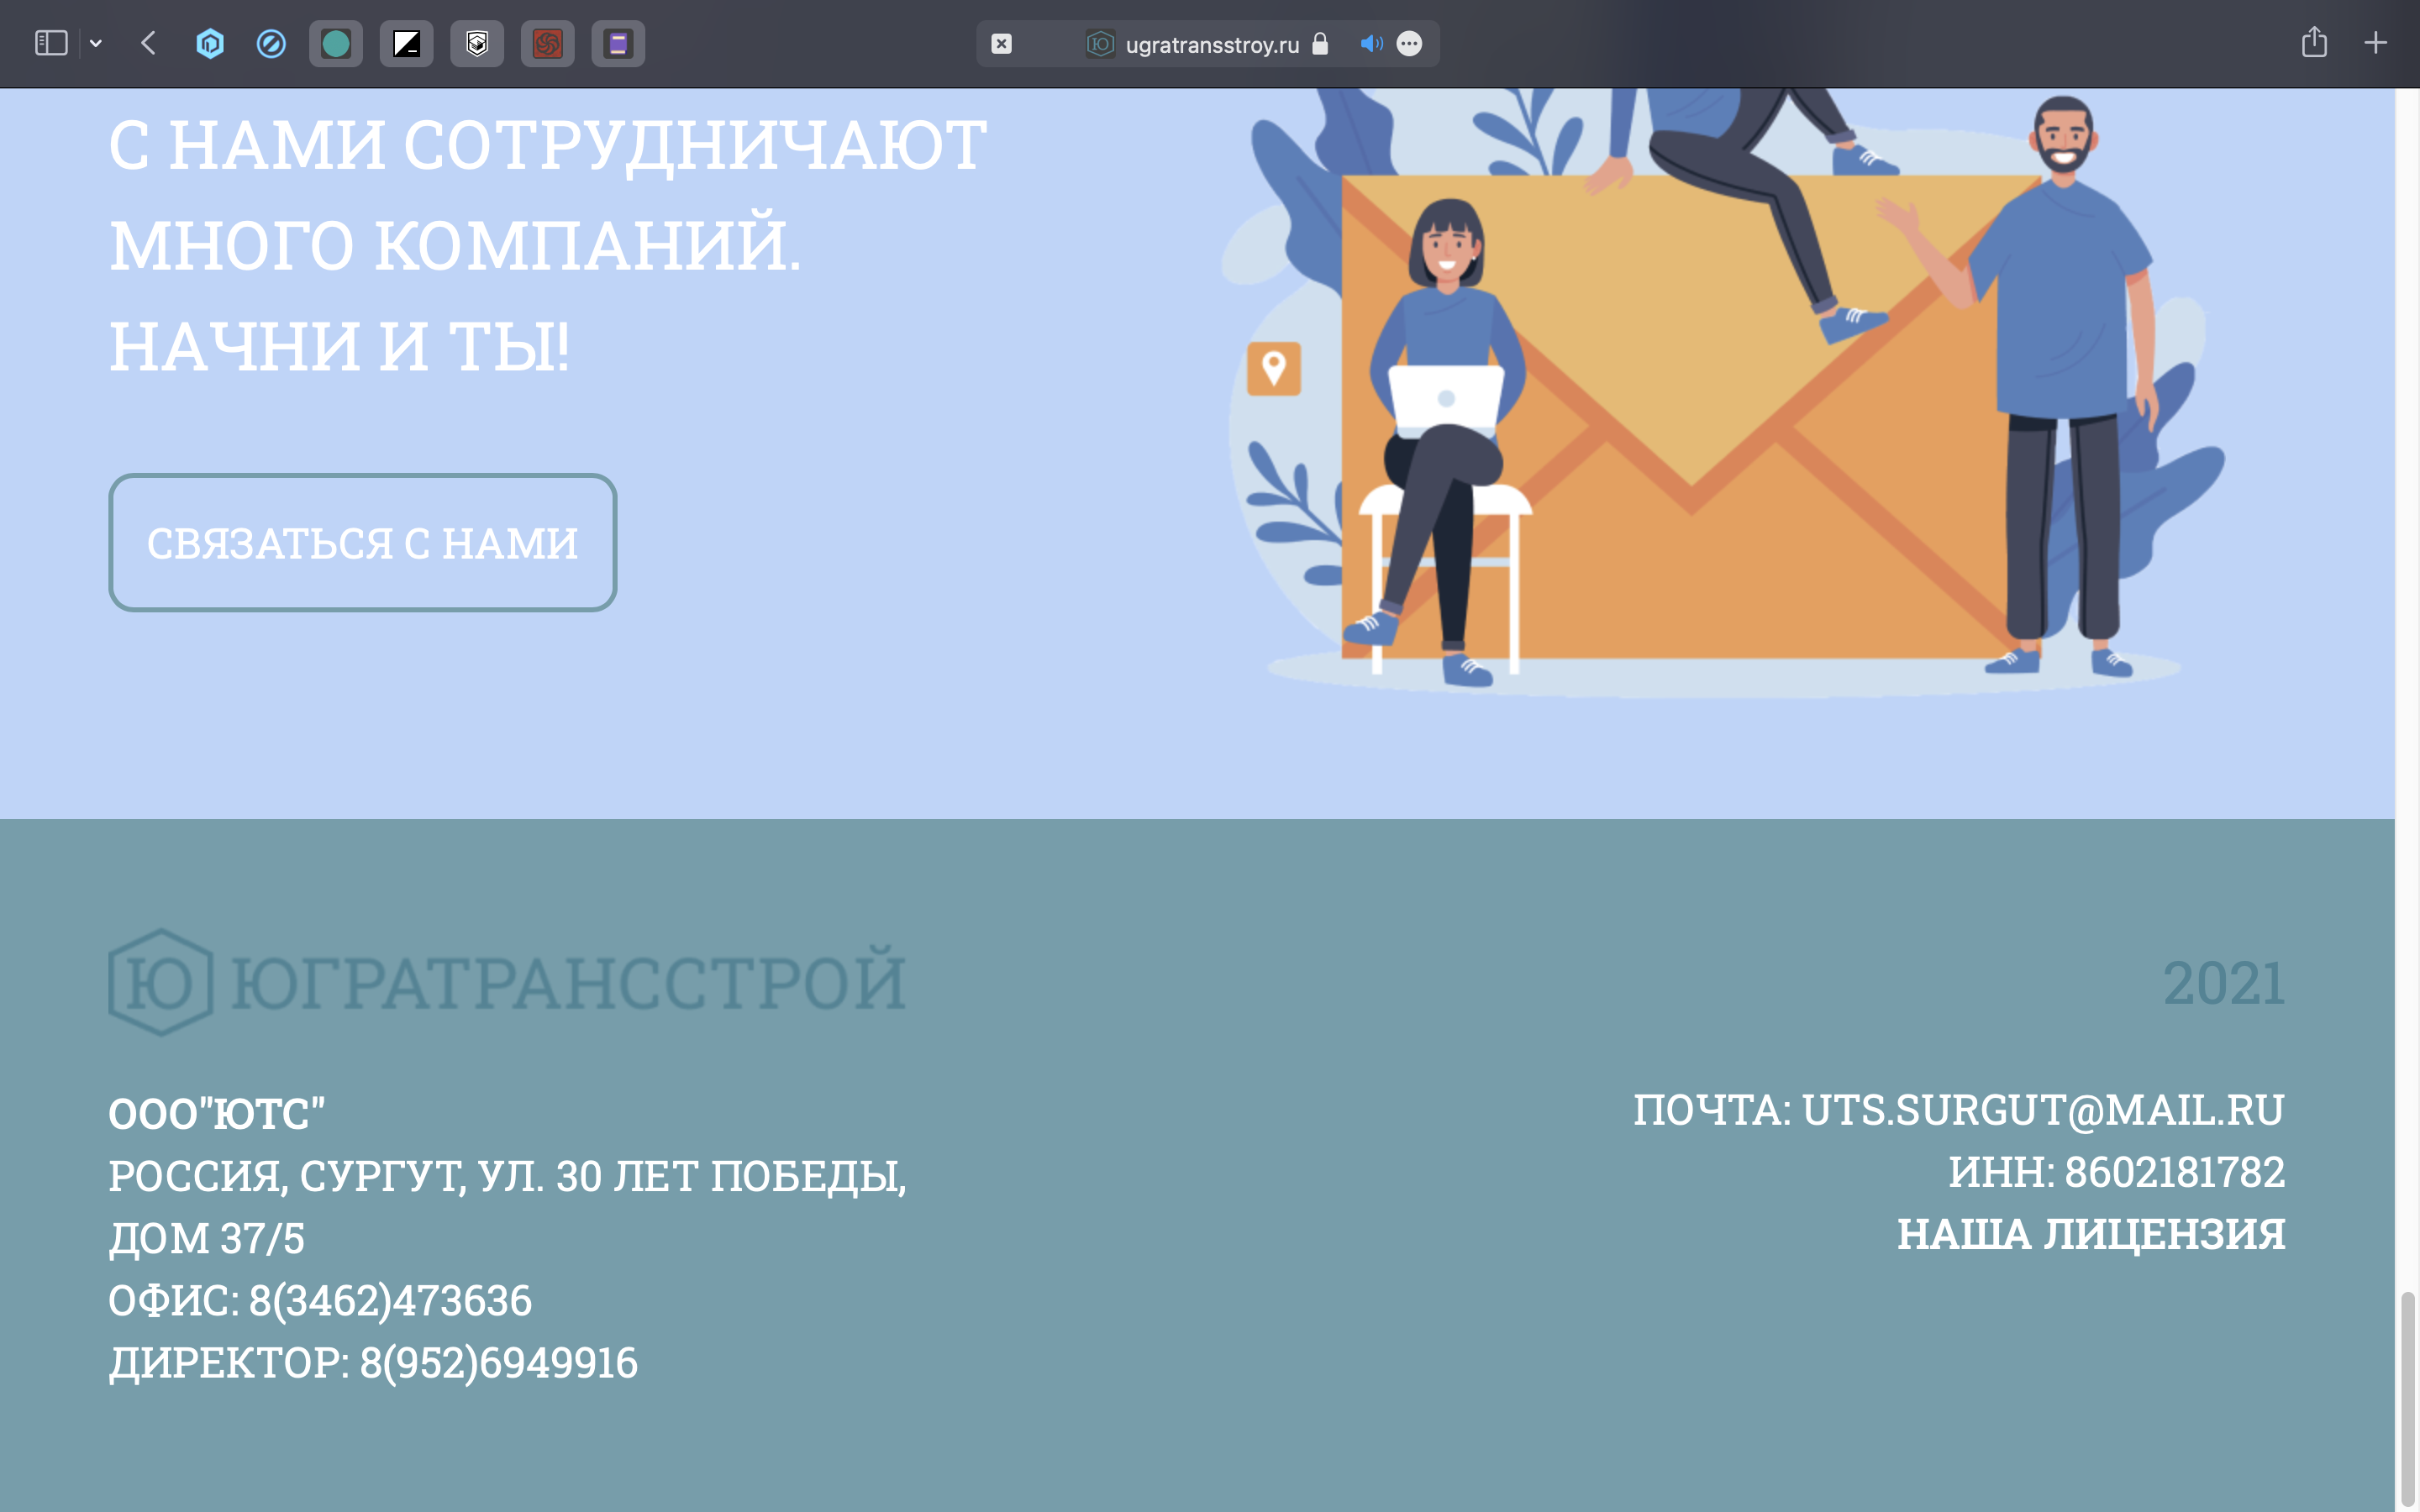 ugratransstroy.ru
С НАМИ СОТРУДНИЧАЮТ
МНОГО КОМПАНИЙ.
НАЧНИ И ТЫ!
СВЯЗАТЬСЯ С НАМИ
Ю ЮГРАТРАНССТРОЙ
2021
ООО"ЮТС"
РОССИЯ, СУРГУТ, УЛ. 30 ЛЕТ ПОБЕДЫ,
ДОМ 37/5
ОФИС: 8(3462)473636
ДИРЕКТОР: 8(952)6949916
ПОЧТА: UTS.SURGUT@MAIL.RU
ИНН: 8602181782
НАША ЛИЦЕНЗИЯ